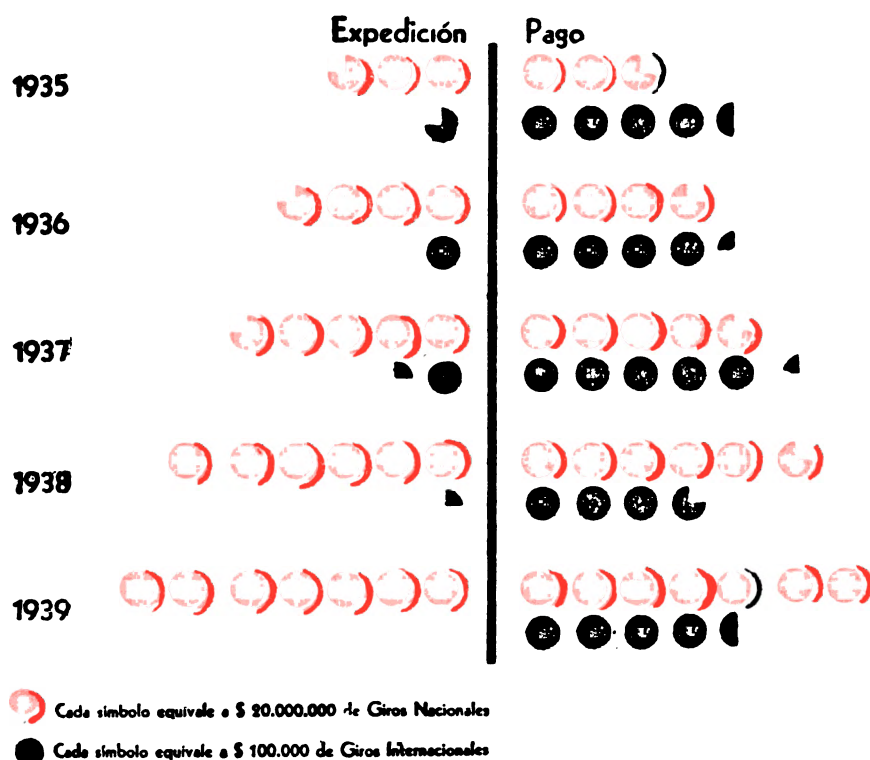 Expedición Pago
1935
1936
1937
1938
1939
Cada símbolo equivale a $ 20.000.000 de Giros Nacionales
Cada símbolo equivale a $ 100.000 de Giros Internacionales